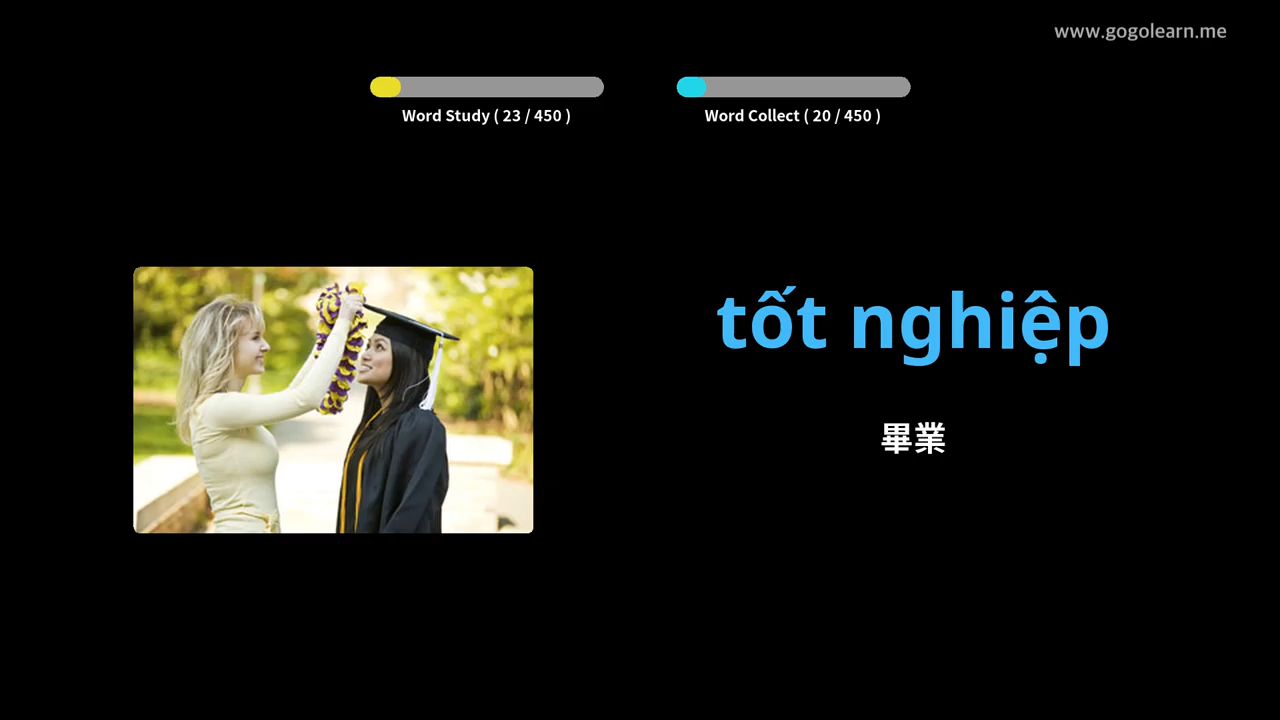 www.gogolearn.me
Word Study ( 23 / 450 )
Word Collect ( 20 / 450 )
tốt nghiệp
畢業